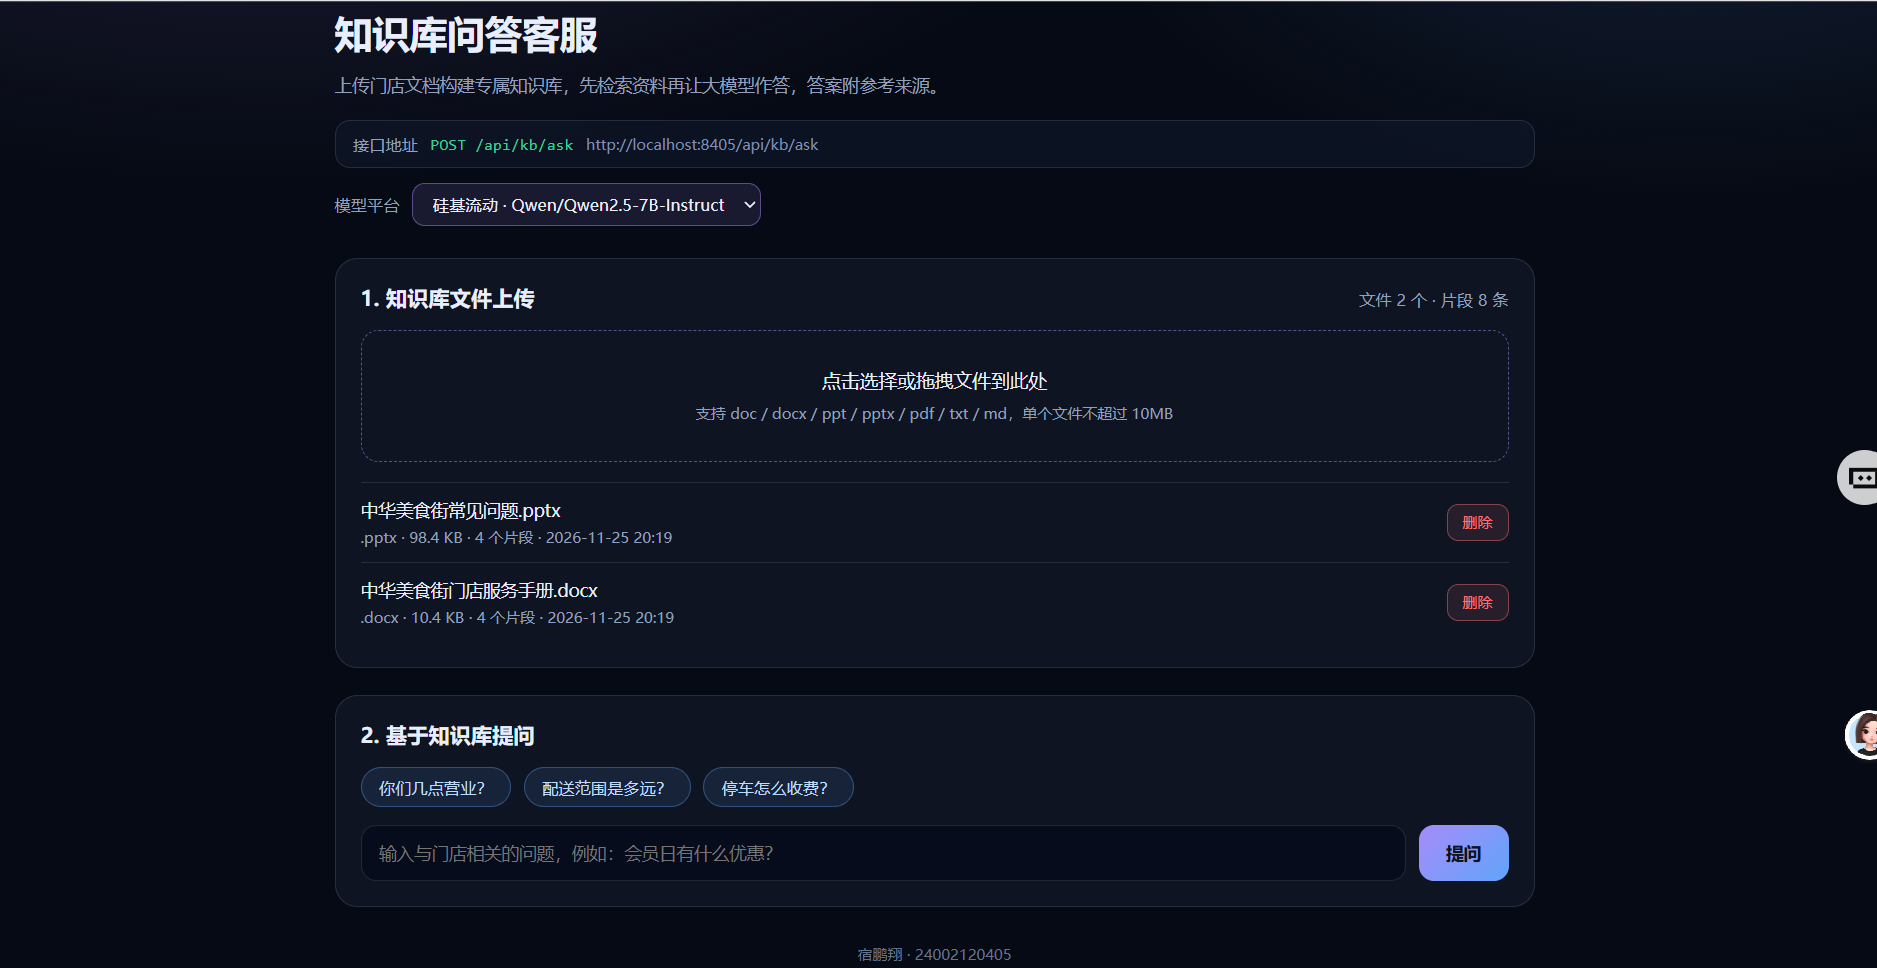 知识库问答客服
上传门店文档构建专属知识库，先检索资料再让大模型作答，答案附参考来源。
接口地址 POST /api/kb/ask http://localhost:8405/api/kb/ask
模型平台 硅基流动 · Qwen/Qwen2.5-7B-Instruct
1. 知识库文件上传 文件 2 个 · 片段 8 条
点击选择或拖拽文件到此处
支持 doc / docx / ppt / pptx / pdf / txt / md，单个文件不超过 10MB
中华美食街常见问题.pptx
.pptx · 98.4 KB · 4 个片段 · 2026-11-25 20:19
删除
中华美食街门店服务手册.docx
.docx · 10.4 KB · 4 个片段 · 2026-11-25 20:19
删除
2. 基于知识库提问
你们几点营业？ 配送范围是多远？ 停车怎么收费？
输入与门店相关的问题，例如：会员日有什么优惠？ 提问
宿鹏翔 · 24002120405